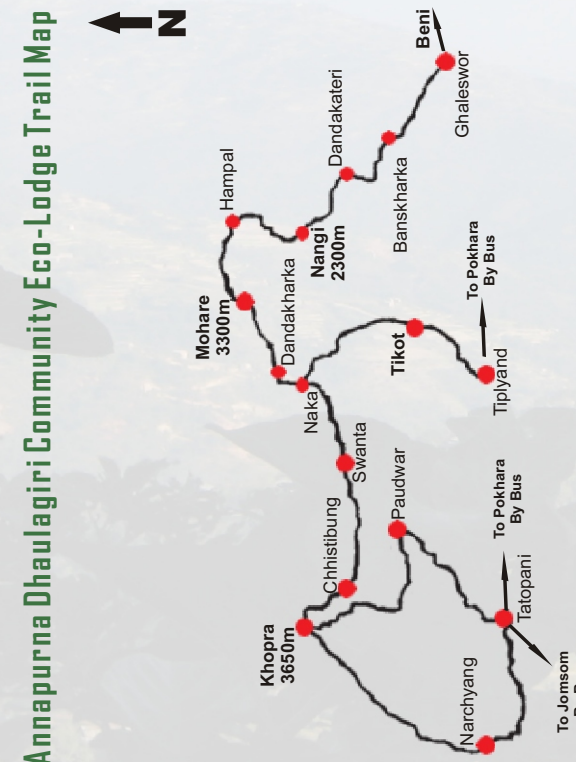 Annapurna Dhaulagiri Community Eco-Lodge Trail Map
N
Beni
Ghaleswor
Dandakateri
Banskharka
Hampal
Nangi
2300m
Mohare
3300m
Dandakharka
Naka
Tikot
To Pokhara
By Bus
Tiplyand
Swanta
Paudwar
Chhistibung
Khopra
3650m
To Pokhara
By Bus
Tatopani
Narchyang
To Jomsom